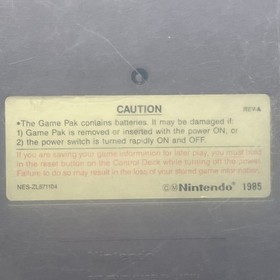 CAUTION
REV-A
•The Game Pak contains batteries. It may be damaged if:
1) Game Pak is removed or inserted with the power ON, or
2) the power switch is turned rapidly ON and OFF.
If you are saving your game information for later play, you must hold
in the reset button on the Control Deck while turning off the power.
Failure to do so may result in the loss of your stored game information.
NES-ZL871104
©Ⓜ Nintendo® 1985